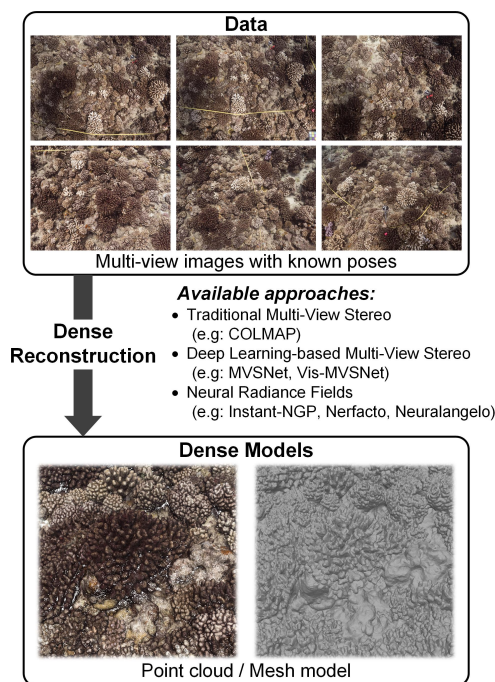 Data
Multi-view images with known poses
Available approaches:
• Traditional Multi-View Stereo
(e.g: COLMAP)
• Deep Learning-based Multi-View Stereo
(e.g: MVSNet, Vis-MVSNet)
• Neural Radiance Fields
(e.g: Instant-NGP, Nerfacto, Neuralangelo)
Dense
Reconstruction
Dense Models
Point cloud / Mesh model